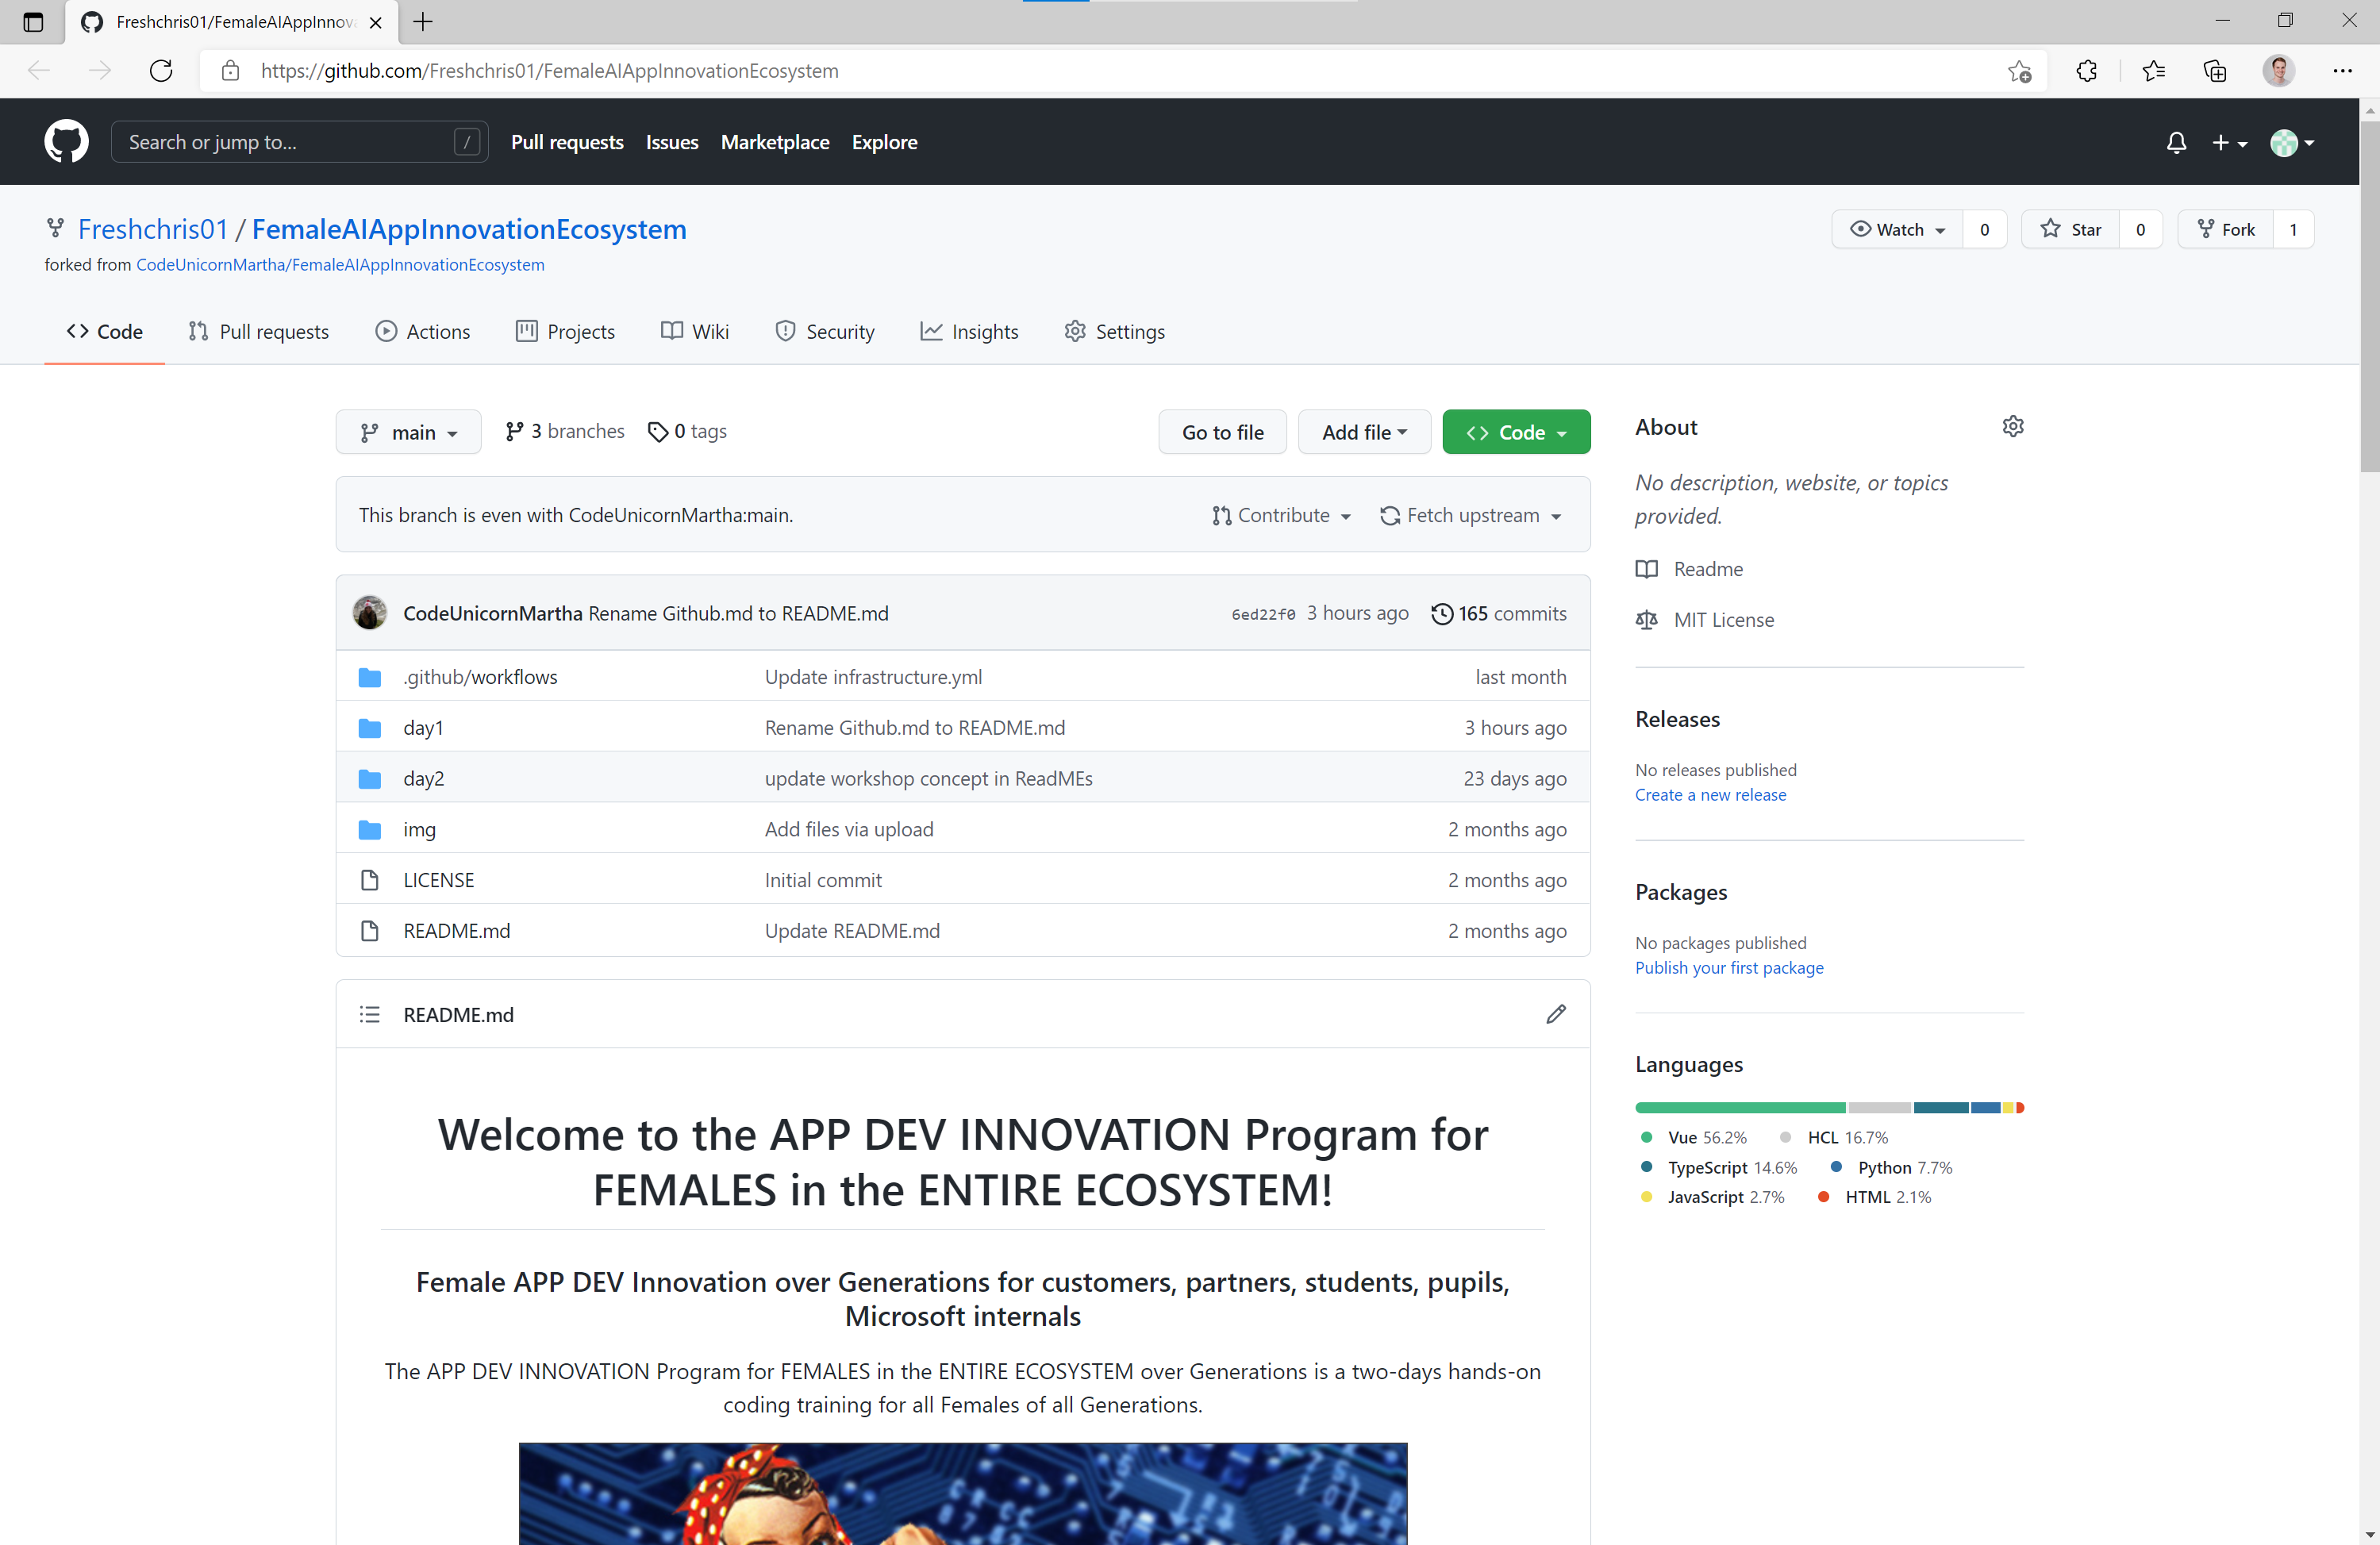 Freshchris01/FemaleAIAppInnov
https://github.com/Freshchris01/FemaleAIAppInnovationEcosystem
Search or jump to... /
Pull requests Issues Marketplace Explore
Freshchris01 / FemaleAIAppInnovationEcosystem
Watch 0 Star 0 Fork 1
forked from CodeUnicornMartha/FemaleAIAppInnovationEcosystem
Code Pull requests Actions Projects Wiki Security Insights Settings
main 3 branches 0 tags Go to file Add file Code
This branch is even with CodeUnicornMartha:main. Contribute Fetch upstream
CodeUnicornMartha Rename Github.md to README.md 6ed22f0 3 hours ago 165 commits
.github/workflows Update infrastructure.yml last month
day1 Rename Github.md to README.md 3 hours ago
day2 update workshop concept in ReadMEs 23 days ago
img Add files via upload 2 months ago
LICENSE Initial commit 2 months ago
README.md Update README.md 2 months ago
README.md
Welcome to the APP DEV INNOVATION Program for
FEMALES in the ENTIRE ECOSYSTEM!
Female APP DEV Innovation over Generations for customers, partners, students, pupils,
Microsoft internals
The APP DEV INNOVATION Program for FEMALES in the ENTIRE ECOSYSTEM over Generations is a two-days hands-on
coding training for all Females of all Generations.
About
No description, website, or topics
provided.
Readme
MIT License
Releases
No releases published
Create a new release
Packages
No packages published
Publish your first package
Languages
Vue 56.2% HCL 16.7%
TypeScript 14.6% Python 7.7%
JavaScript 2.7% HTML 2.1%